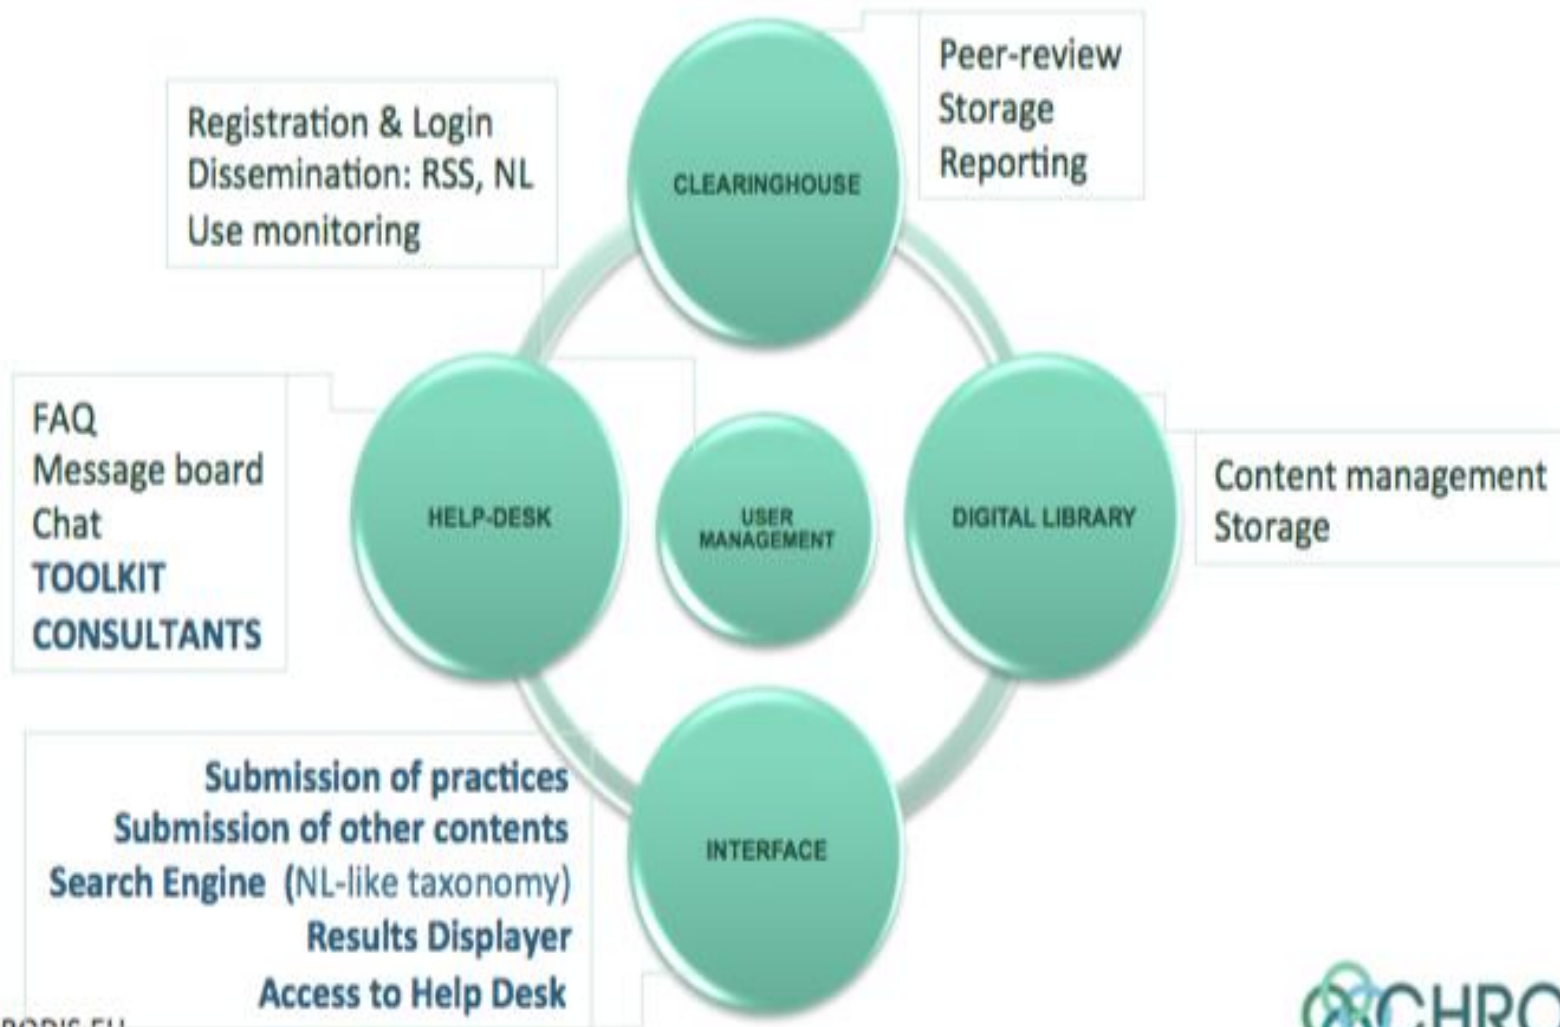 Peer-review
Storage
Reporting
Registration & Login
Dissemination: RSS, NL
Use monitoring
CLEARINGHOUSE
FAQ
Message board
Chat
TOOLKIT
CONSULTANTS
HELP-DESK
USER
MANAGEMENT
DIGITAL LIBRARY
Content management
Storage
Submission of practices
Submission of other contents
Search Engine (NL-like taxonomy)
Results Displayer
Access to Help Desk
INTERFACE